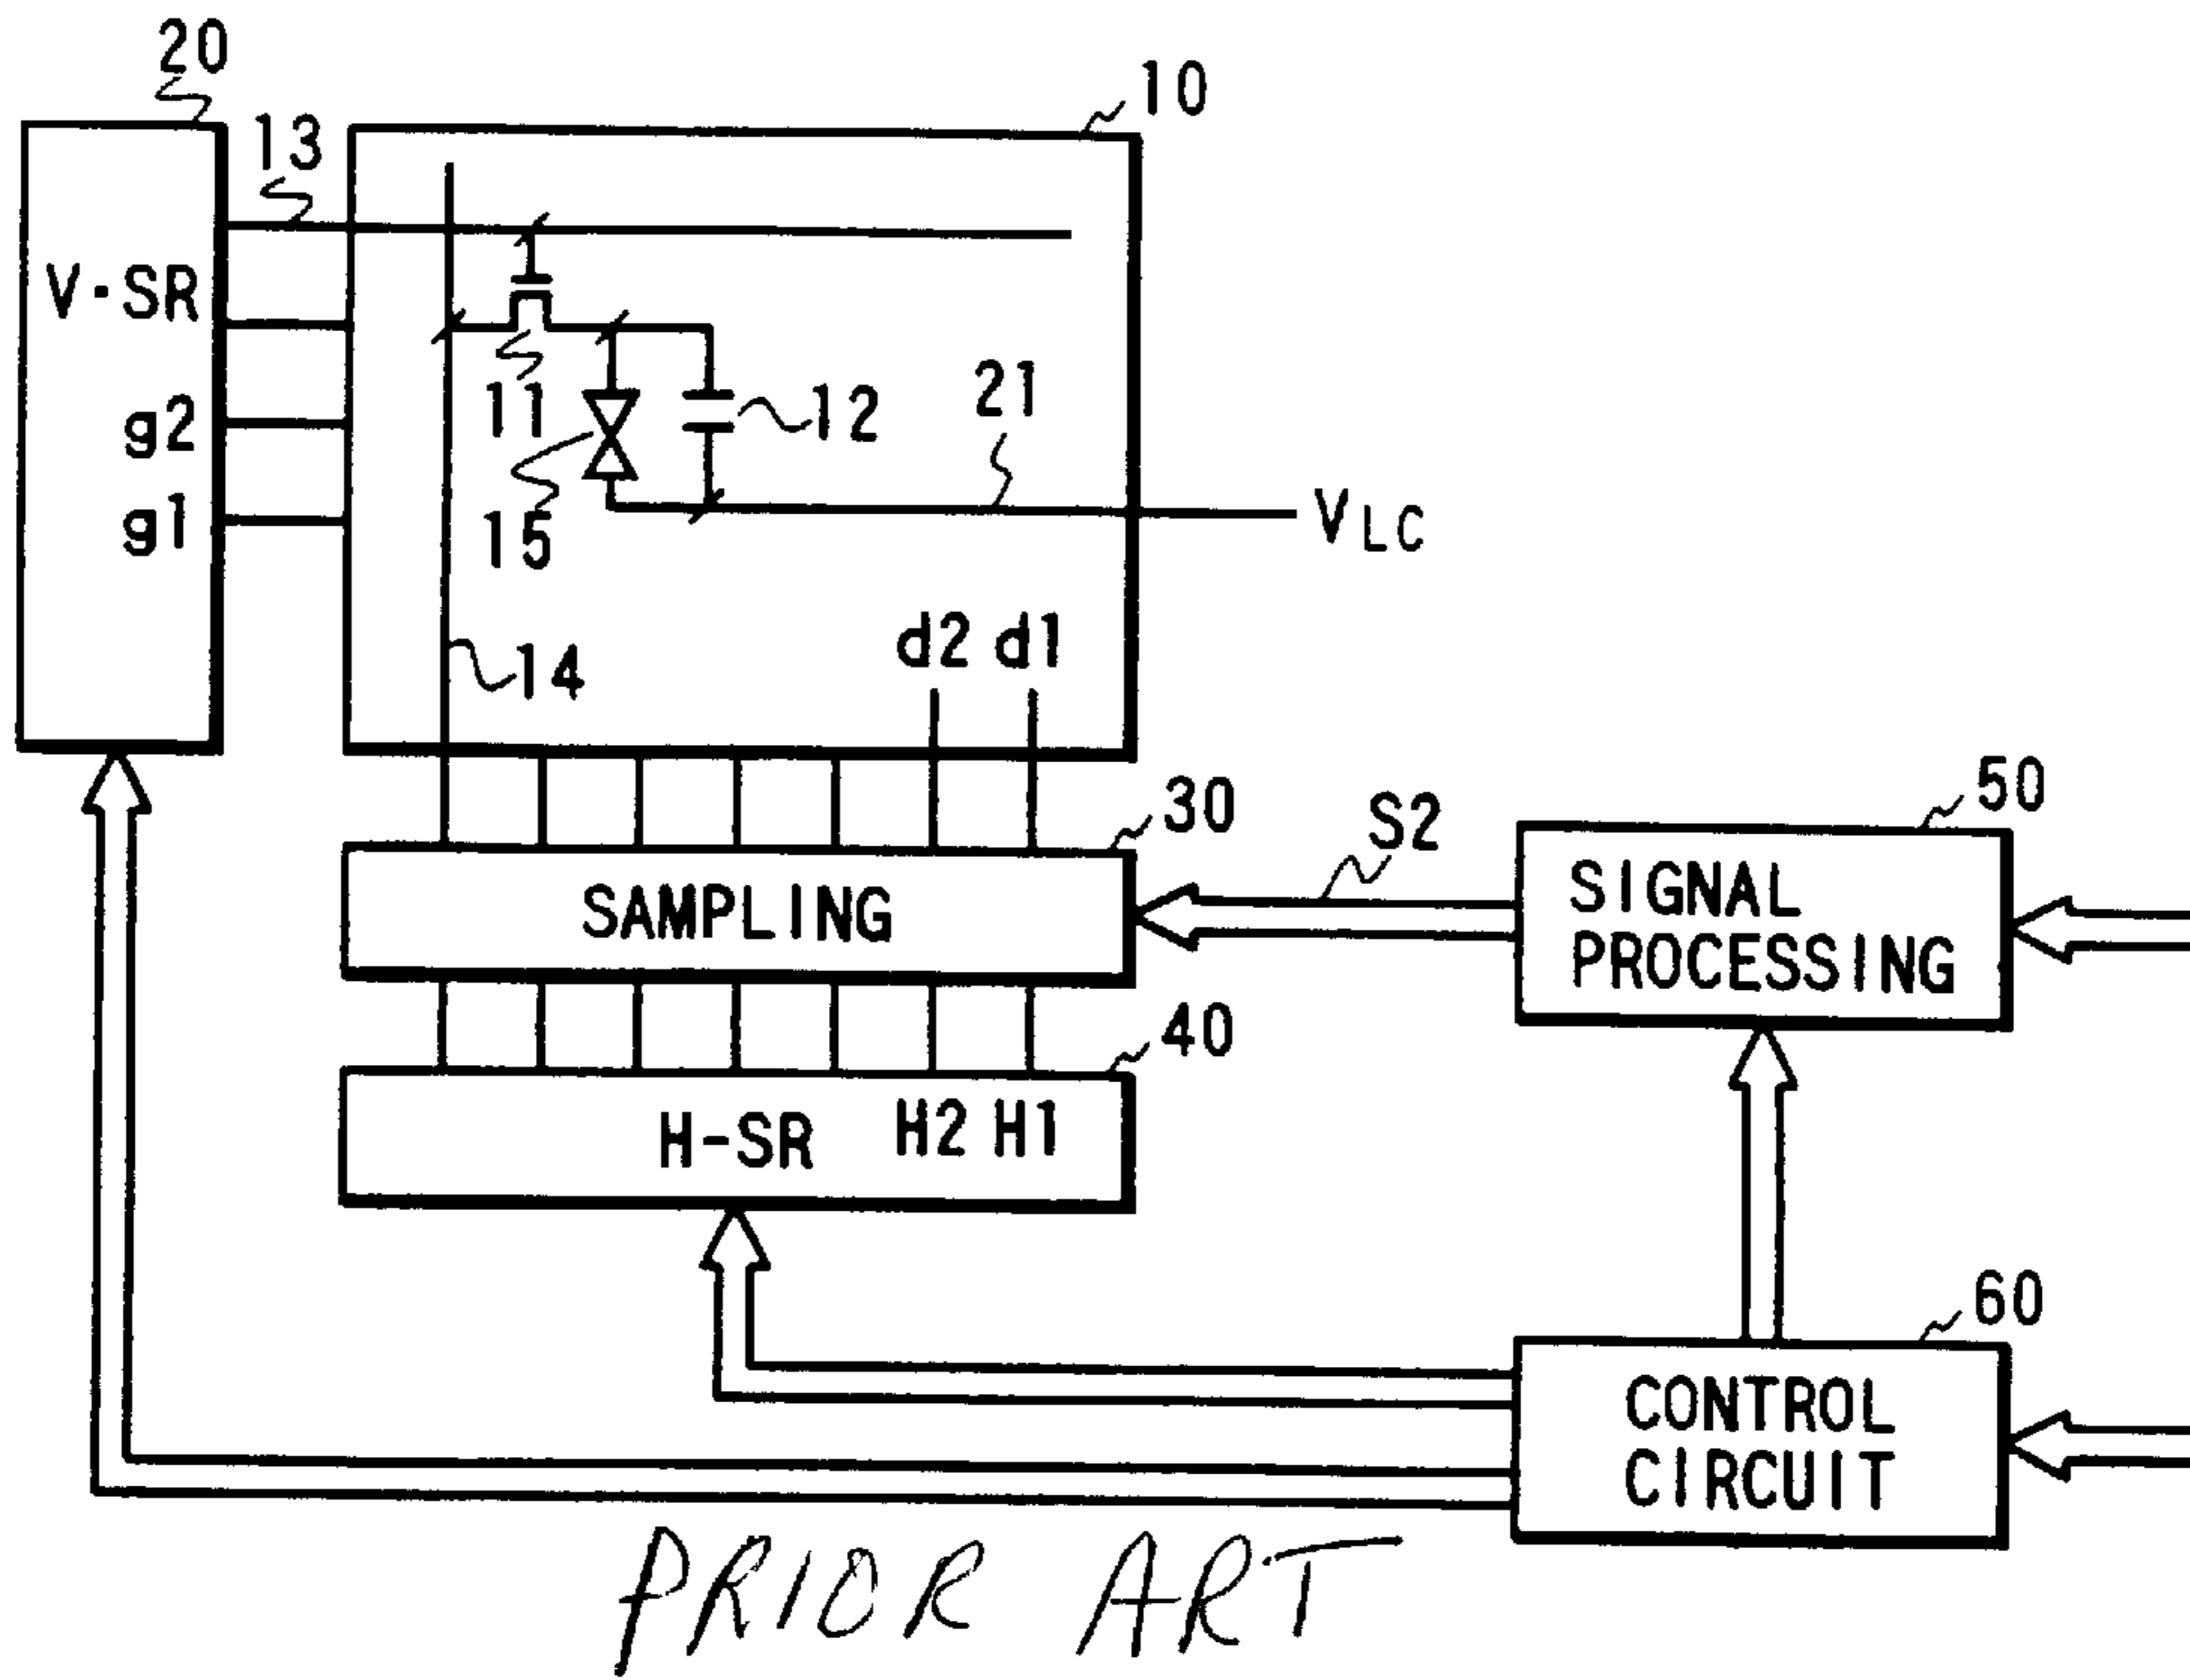 20
10
13
V-SR
11
12
21
g2
g1
15
VLC
d2 d1
14
30
S2
50
SAMPLING
SIGNAL
PROCESSING
40
H-SR
H2 H1
60
CONTROL
CIRCUIT
PRIOR ART